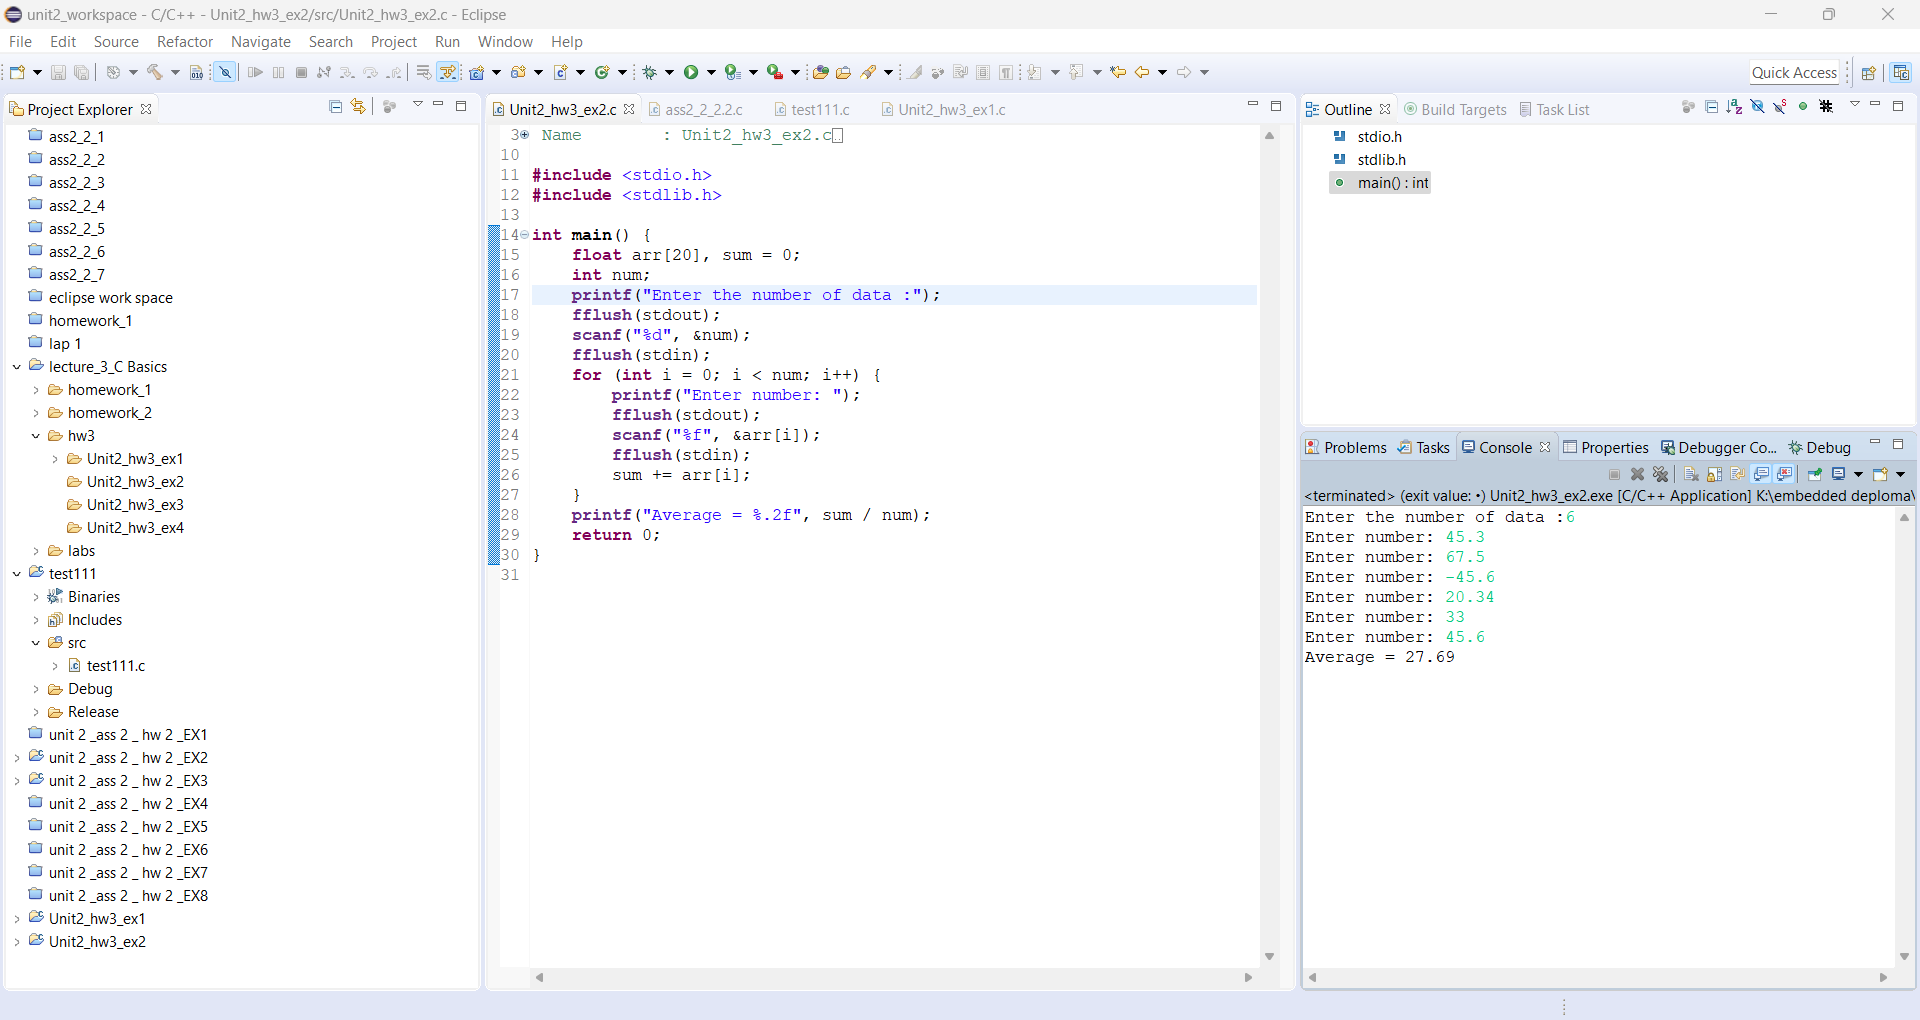 unit2_workspace - C/C++ - Unit2_hw3_ex2/src/Unit2_hw3_ex2.c - Eclipse
File Edit Source Refactor Navigate Search Project Run Window Help
Quick Access
Project Explorer
ass2_2_1
ass2_2_2
ass2_2_3
ass2_2_4
ass2_2_5
ass2_2_6
ass2_2_7
eclipse work space
homework_1
lap 1
lecture_3_C Basics
homework_1
homework_2
hw3
Unit2_hw3_ex1
Unit2_hw3_ex2
Unit2_hw3_ex3
Unit2_hw3_ex4
labs
test111
Binaries
Includes
src
test111.c
Debug
Release
unit 2 _ass 2 _ hw 2 _EX1
unit 2 _ass 2 _ hw 2 _EX2
unit 2 _ass 2 _ hw 2 _EX3
unit 2 _ass 2 _ hw 2 _EX4
unit 2 _ass 2 _ hw 2 _EX5
unit 2 _ass 2 _ hw 2 _EX6
unit 2 _ass 2 _ hw 2 _EX7
unit 2 _ass 2 _ hw 2 _EX8
Unit2_hw3_ex1
Unit2_hw3_ex2
Unit2_hw3_ex2.c ass2_2_2.2.c test111.c Unit2_hw3_ex1.c
3 Name : Unit2_hw3_ex2.c
10
11 #include <stdio.h>
12 #include <stdlib.h>
13
14 int main() {
15 float arr[20], sum = 0;
16 int num;
17 printf("Enter the number of data :");
18 fflush(stdout);
19 scanf("%d", &num);
20 fflush(stdin);
21 for (int i = 0; i < num; i++) {
22 printf("Enter number: ");
23 fflush(stdout);
24 scanf("%f", &arr[i]);
25 fflush(stdin);
26 sum += arr[i];
27 }
28 printf("Average = %.2f", sum / num);
29 return 0;
30 }
31
Outline Build Targets Task List
stdio.h
stdlib.h
main() : int
Problems Tasks Console Properties Debugger Co... Debug
<terminated> (exit value: •) Unit2_hw3_ex2.exe [C/C++ Application] K:\embedded deploma\
Enter the number of data :6
Enter number: 45.3
Enter number: 67.5
Enter number: -45.6
Enter number: 20.34
Enter number: 33
Enter number: 45.6
Average = 27.69